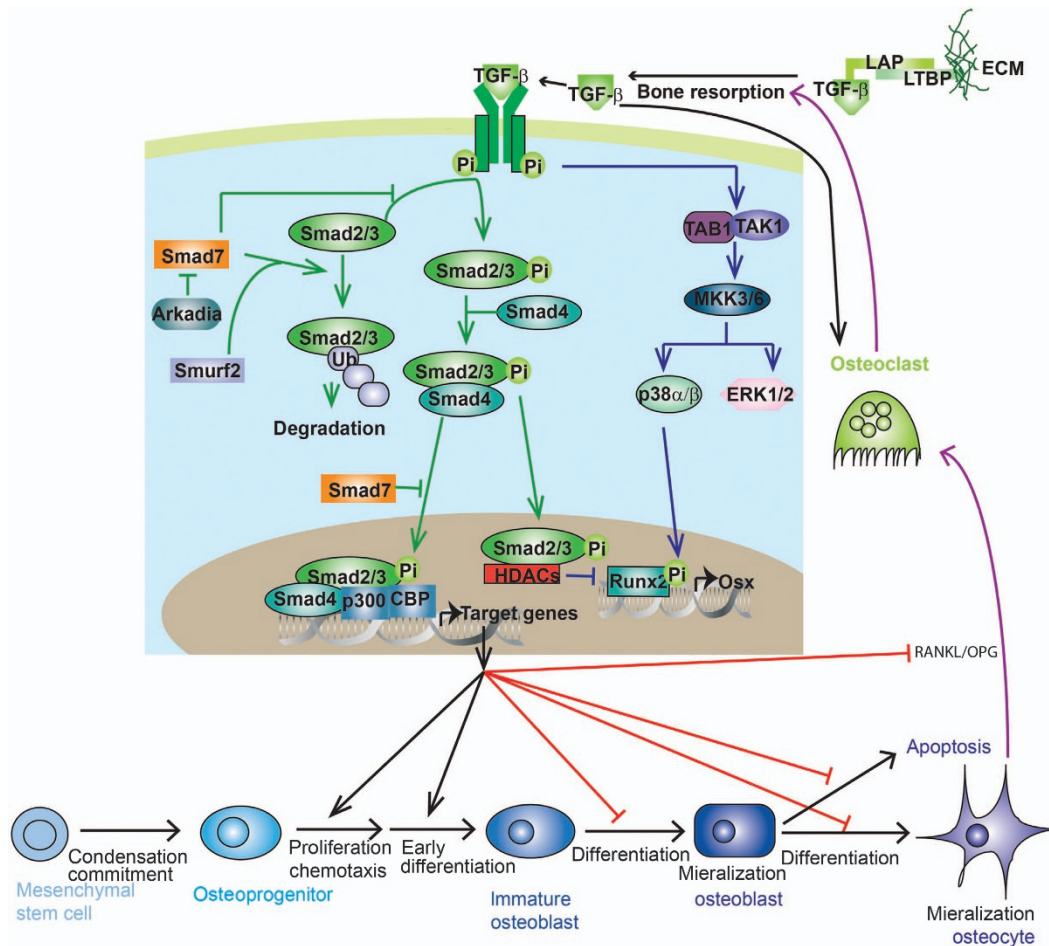 LAP
LTBP
ECM
TGF-β
TGF-β
TGF-β
Bone resorption
Pi
Pi
TAB1
TAK1
Smad2/3
Smad7
Smad2/3
Pi
MKK3/6
Arkadia
Smad4
Smad2/3
Smurf2
Ub
Smad2/3
Pi
Smad4
p38α/β
ERK1/2
Osteoclast
Degradation
Smad7
Smad2/3
Pi
HDACs
Smad2/3
Pi
Smad4
p300
CBP
Runx2
Pi
Osx
Target genes
RANKL/OPG
Apoptosis
Condensation
commitment
Mesenchymal
stem cell
Osteoprogenitor
Proliferation
chemotaxis
Early
differentiation
Immature
osteoblast
Differentiation
Mieralization
osteoblast
Differentiation
Mieralization
osteocyte